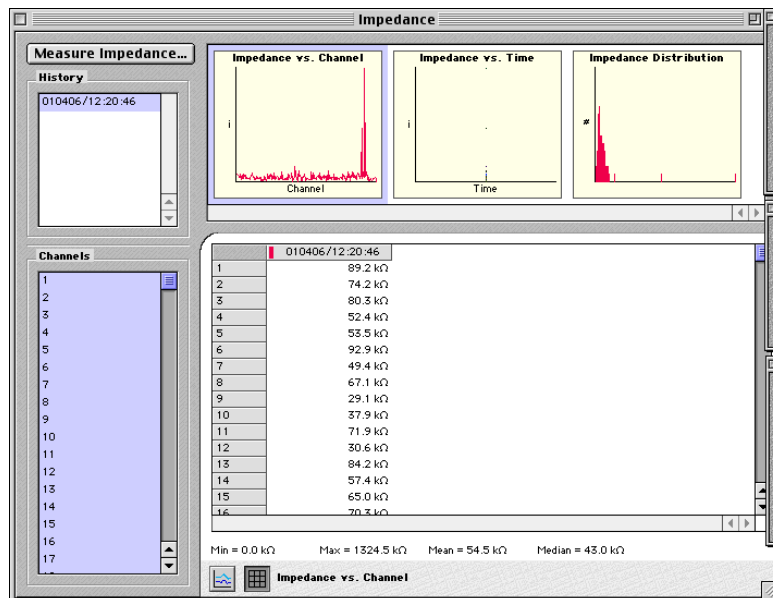 Impedance
Measure Impedance...
History
010406/12:20:46
Impedance vs. Channel
i
Channel
Impedance vs. Time
i
Time
Impedance Distribution
#
Channels
1
2
3
4
5
6
7
8
9
10
11
12
13
14
15
16
17
010406/12:20:46
1 89.2 kΩ
2 74.2 kΩ
3 80.3 kΩ
4 52.4 kΩ
5 53.5 kΩ
6 92.9 kΩ
7 49.4 kΩ
8 67.1 kΩ
9 29.1 kΩ
10 37.9 kΩ
11 71.9 kΩ
12 30.6 kΩ
13 84.2 kΩ
14 57.4 kΩ
15 65.0 kΩ
16 70.3 kΩ
Min = 0.0 kΩ Max = 1324.5 kΩ Mean = 54.5 kΩ Median = 43.0 kΩ
Impedance vs. Channel